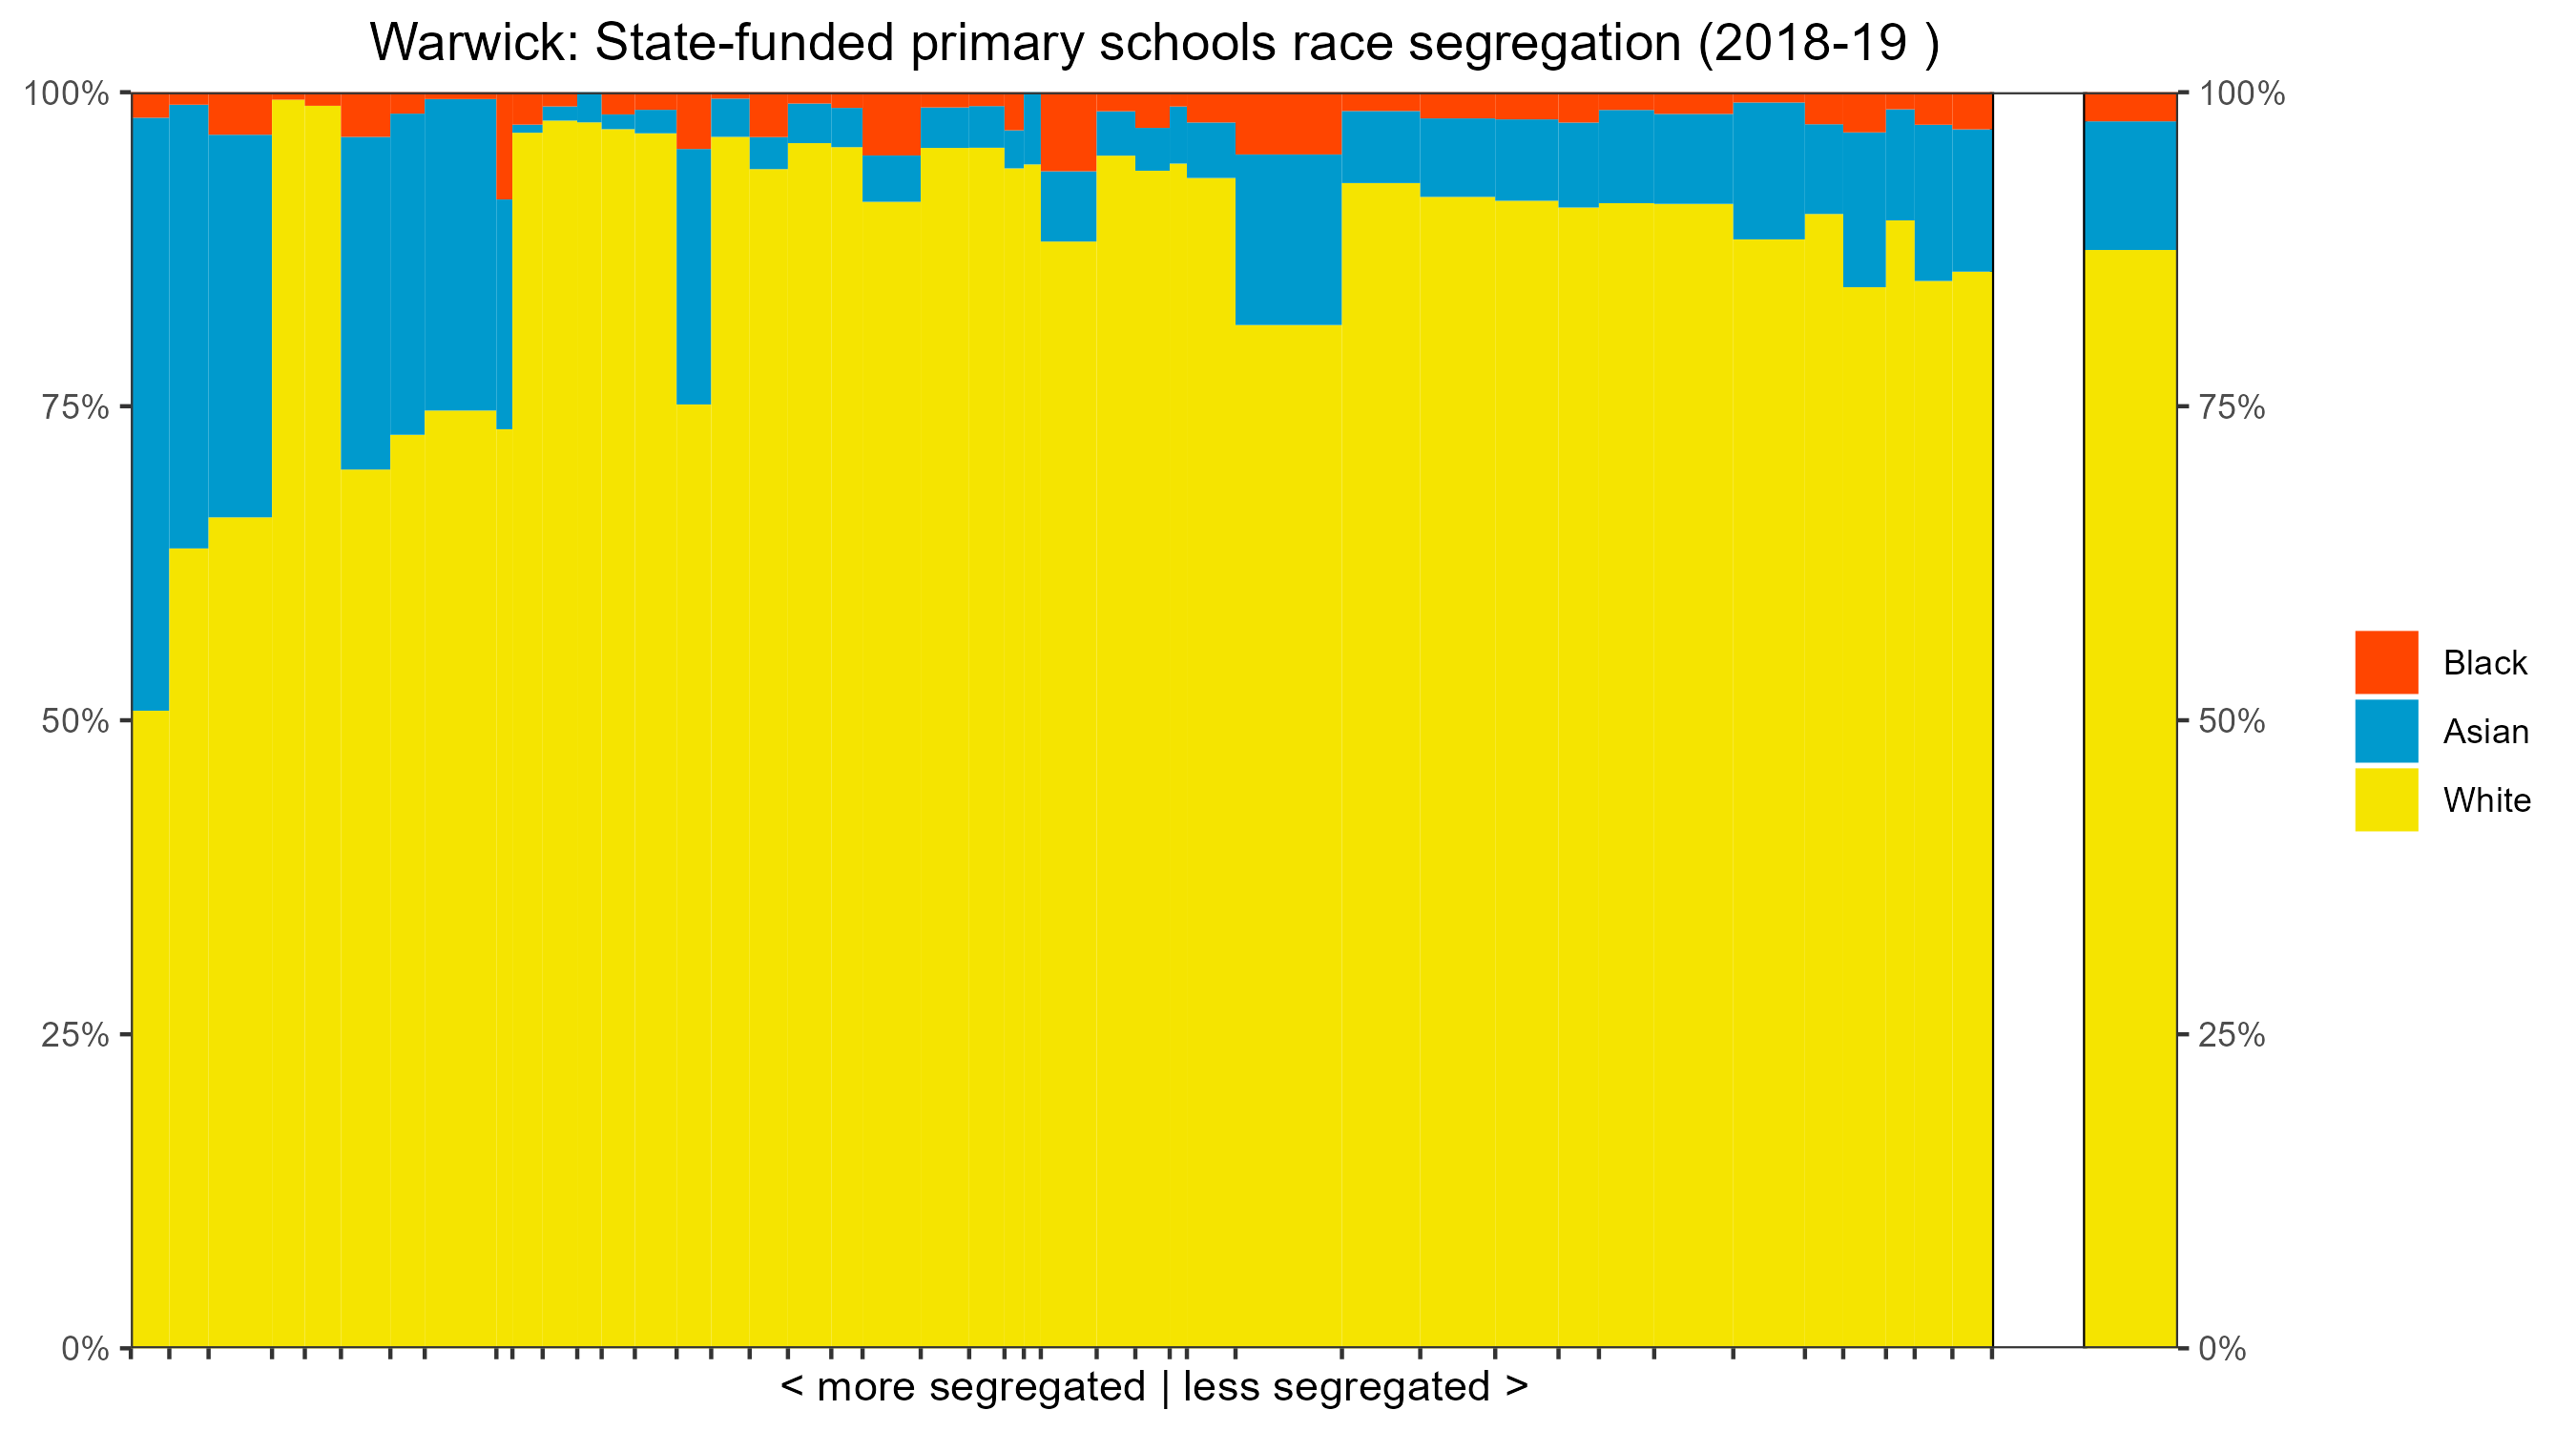 Warwick: State-funded primary schools race segregation (2018-19 )
100%
75%
50%
25%
0%
100%
75%
50%
25%
0%
Black
Asian
White
< more segregated | less segregated >